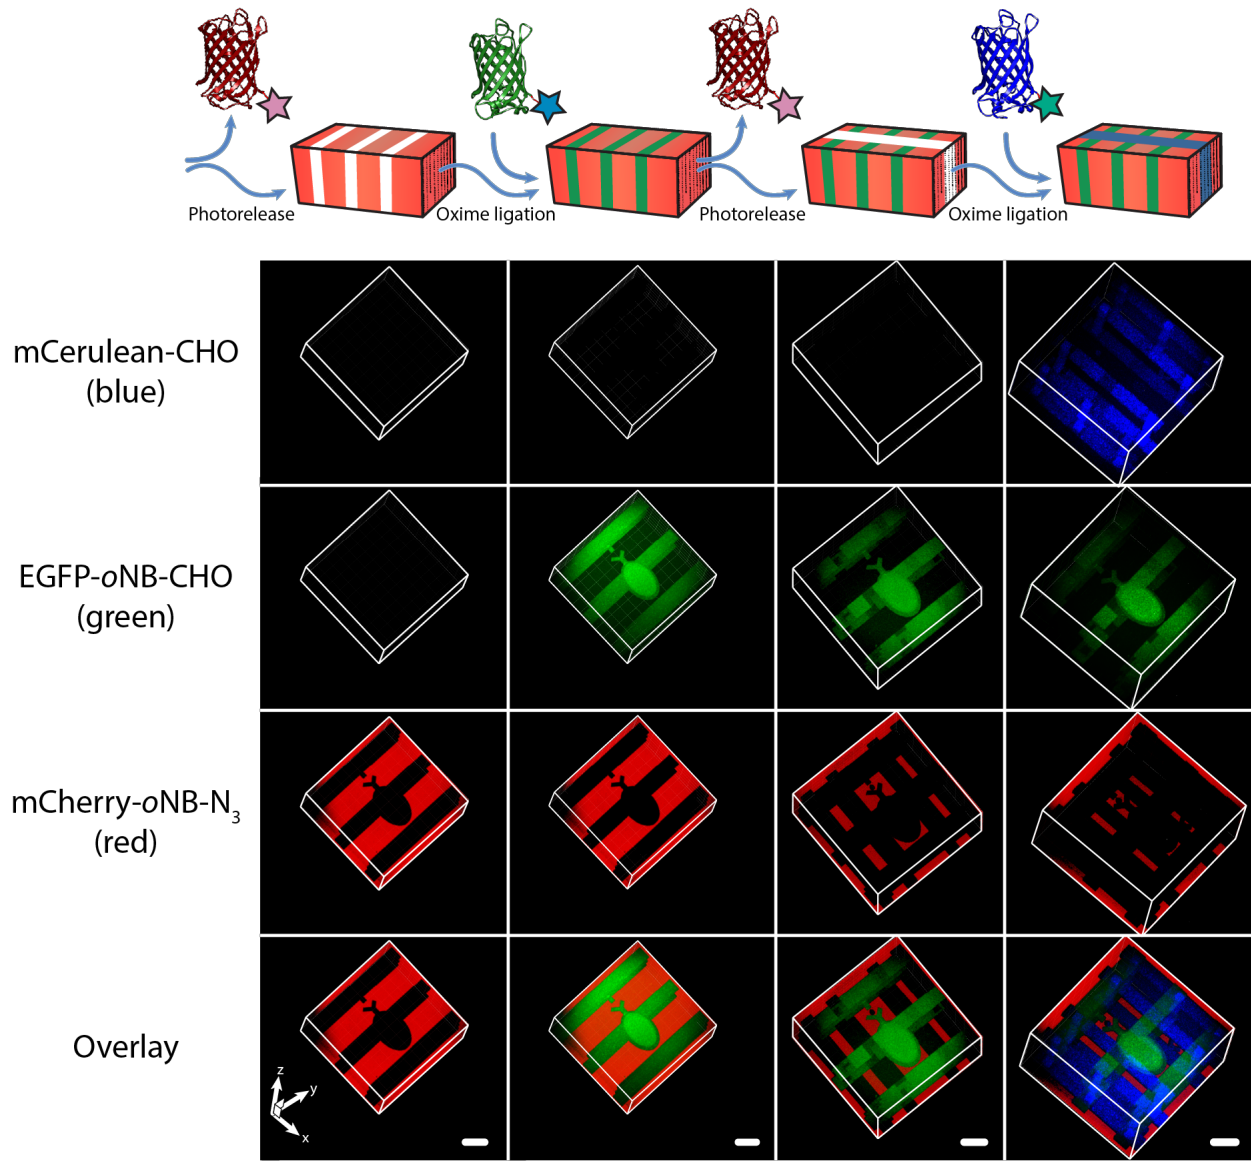 Photorelease
Oxime ligation
Photorelease
Oxime ligation
mCerulean-CHO
(blue)
EGFP-oNB-CHO
(green)
mCherry-oNB-N₃
(red)
Overlay
z
y
x